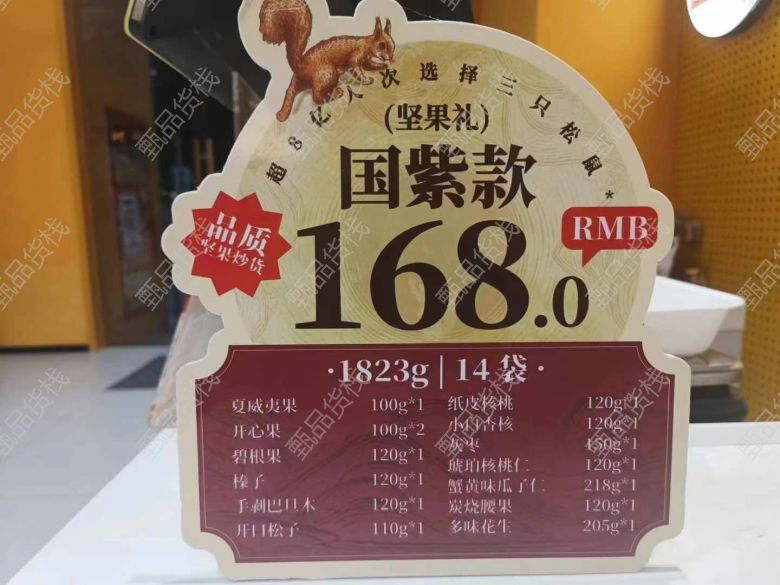 超8亿人次选择三只松鼠*
(坚果礼)
国紫款
品质
坚果炒货
168.0
RMB
·1823g | 14 袋·
夏威夷果 100g*1
开心果 100g*2
碧根果 120g*1
榛子 120g*1
手剥巴旦木 120g*1
开口松子 110g*1
纸皮核桃 120g*1
小白杏核 120g*1
灰枣 150g*1
琥珀核桃仁 120g*1
蟹黄味瓜子仁 218g*1
炭烧腰果 120g*1
多味花生 205g*1
甄品货栈